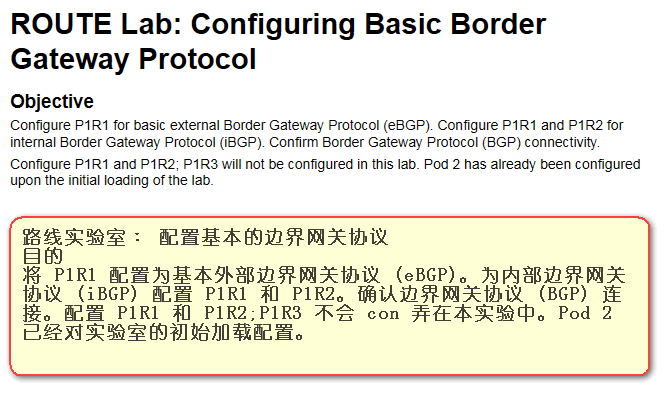 ROUTE Lab: Configuring Basic Border
Gateway Protocol
Objective
Configure P1R1 for basic external Border Gateway Protocol (eBGP). Configure P1R1 and P1R2 for
internal Border Gateway Protocol (iBGP). Confirm Border Gateway Protocol (BGP) connectivity.
Configure P1R1 and P1R2; P1R3 will not be configured in this lab. Pod 2 has already been configured
upon the initial loading of the lab.
路线实验室： 配置基本的边界网关协议
目的
将 P1R1 配置为基本外部边界网关协议 (eBGP)。为内部边界网关
协议 (iBGP) 配置 P1R1 和 P1R2。确认边界网关协议 (BGP) 连
接。配置 P1R1 和 P1R2;P1R3 不会 con 弄在本实验中。Pod 2
已经对实验室的初始加载配置。